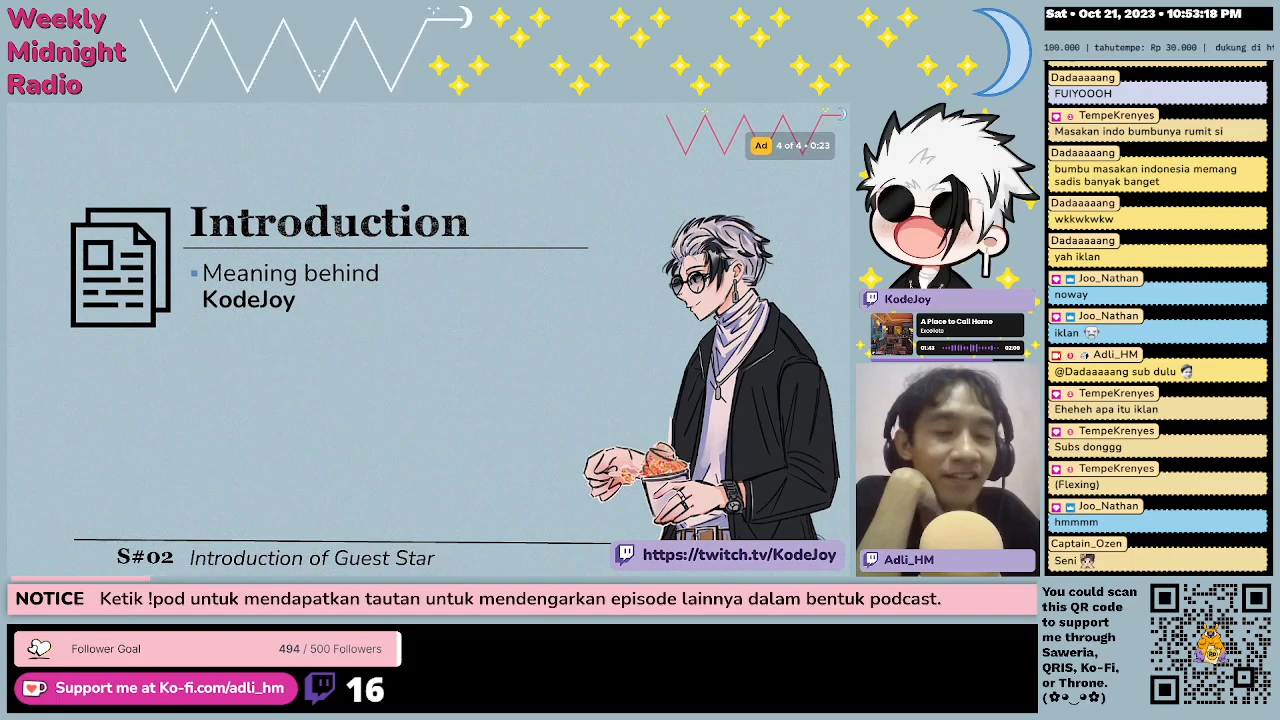 Weekly
Midnight
Radio
Sat • Oct 21, 2023 • 10:53:18 PM
100.000 | tahutempe: Rp 30.000 | dukung di
Ad 4 of 4 • 0:23
Introduction
Meaning behind
KodeJoy
S#02 Introduction of Guest Star
https://twitch.tv/KodeJoy
KodeJoy
A Place to Call Home
Excelleta
01:43
02:06
Adli_HM
Dadaaaaang
FUIYOOOH
TempeKrenyes
Masakan indo bumbunya rumit si
Dadaaaaang
bumbu masakan indonesia memang
sadis banyak banget
Dadaaaaang
wkwkwkw
Dadaaaaang
yah iklan
Joo_Nathan
noway
Joo_Nathan
iklan
Adli_HM
@Dadaaaaang sub dulu
TempeKrenyes
Eheheh apa itu iklan
TempeKrenyes
Subs donggg
TempeKrenyes
(Flexing)
Joo_Nathan
hmmmm
Captain_Ozen
Seni
NOTICE Ketik !pod untuk mendapatkan tautan untuk mendengarkan episode lainnya dalam bentuk podcast.
Follower Goal 494 / 500 Followers
Support me at Ko-fi.com/adli_hm
16
You could scan
this QR code
to support
me through
Saweria,
QRIS, Ko-Fi,
or Throne.
(✿◕‿◕✿)